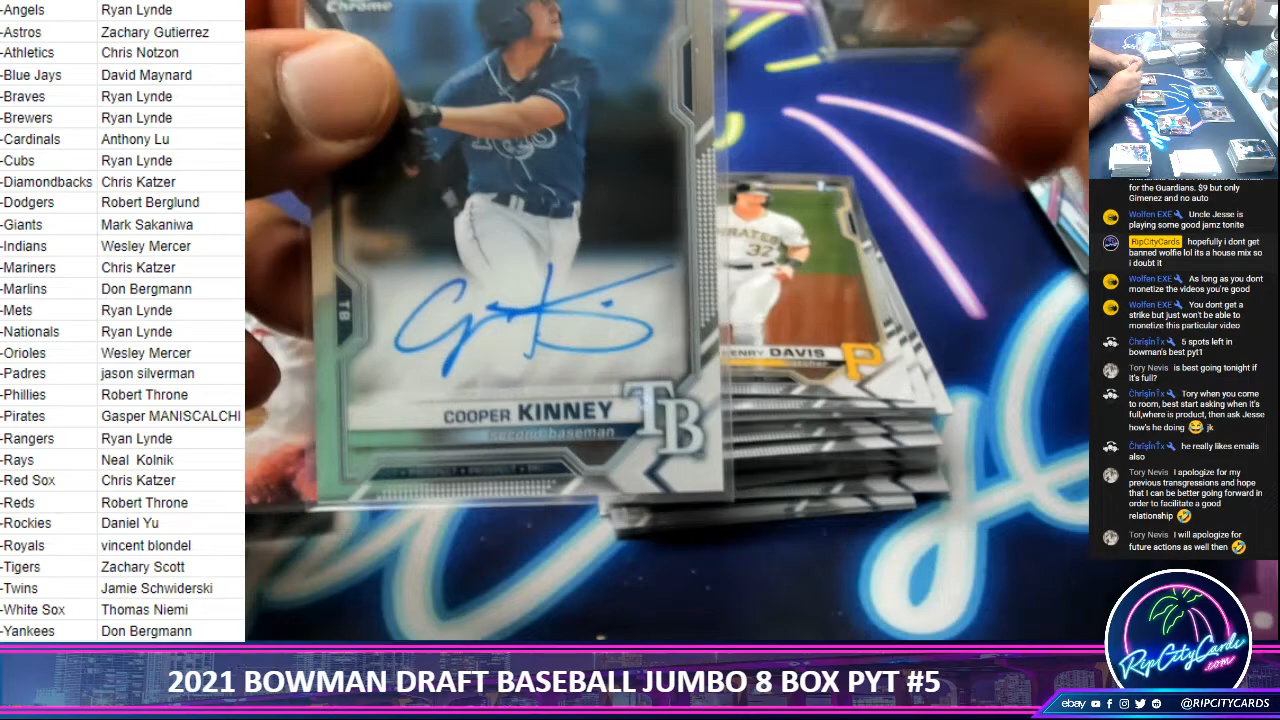 -Angels Ryan Lynde
-Astros Zachary Gutierrez
-Athletics Chris Notzon
-Blue Jays David Maynard
-Braves Ryan Lynde
-Brewers Ryan Lynde
-Cardinals Anthony Lu
-Cubs Ryan Lynde
-Diamondbacks Chris Katzer
-Dodgers Robert Berglund
-Giants Mark Sakaniwa
-Indians Wesley Mercer
-Mariners Chris Katzer
-Marlins Don Bergmann
-Mets Ryan Lynde
-Nationals Ryan Lynde
-Orioles Wesley Mercer
-Padres jason silverman
-Phillies Robert Throne
-Pirates Gasper MANISCALCHI
-Rangers Ryan Lynde
-Rays Neal Kolnik
-Red Sox Chris Katzer
-Reds Robert Throne
-Rockies Daniel Yu
-Royals vincent blondel
-Tigers Zachary Scott
-Twins Jamie Schwiderski
-White Sox Thomas Niemi
-Yankees Don Bergmann
Chrome
TB
COOPER KINNEY
second baseman
TB
PIRATES
32
HENRY DAVIS
catcher
P
for the Guardians. $9 but only
Gimenez and no auto
Wolfen EXE Uncle Jesse is
playing some good jamz tonite
RipCityCards hopefully i dont get
banned wolfie lol its a house mix so
i doubt it
Wolfen EXE As long as you dont
monetize the videos you're good
Wolfen EXE You dont get a
strike but just won't be able to
monetize this particular video
ČhrïşĭnŤx 5 spots left in
bowman's best pyt1
Tory Nevis is best going tonight if
it's full?
ČhrïşĭnŤx Tory when you come
to room, best start asking when it's
full,where is product, then ask Jesse
how's he doing 😂 jk
ČhrïşĭnŤx he really likes emails
also
Tory Nevis I apologize for my
previous transgressions and hope
that I can be better going forward in
order to facilitate a good
relationship 🤣
Tory Nevis I will apologize for
future actions as well then 🤣
RipCityCards
.com
2021 BOWMAN DRAFT BASEBALL JUMBO 8 BOX PYT #5
ebay @RIPCITYCARDS